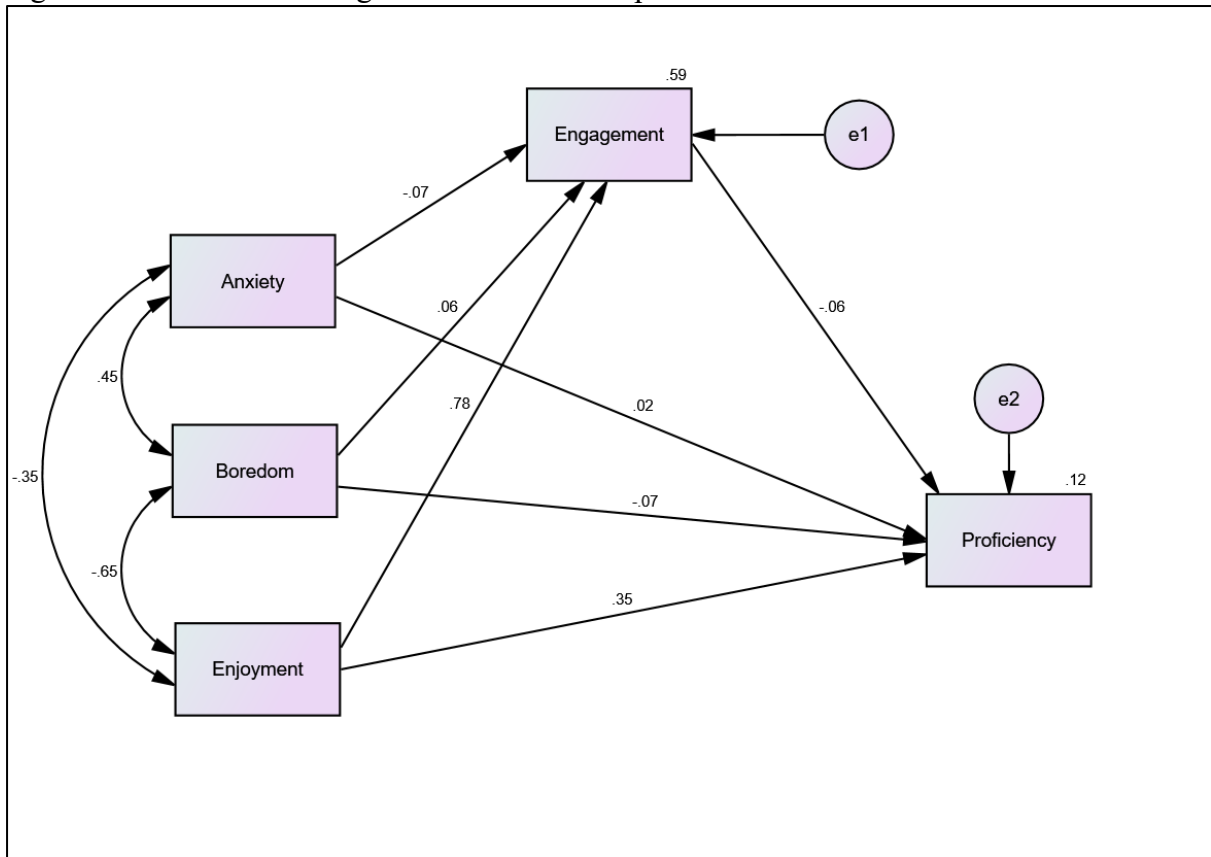 .59
Engagement
e1
-.07
Anxiety
.06
-.06
.45
.78
.02
e2
Boredom
-.35
-.07
.12
Proficiency
-.65
.35
Enjoyment